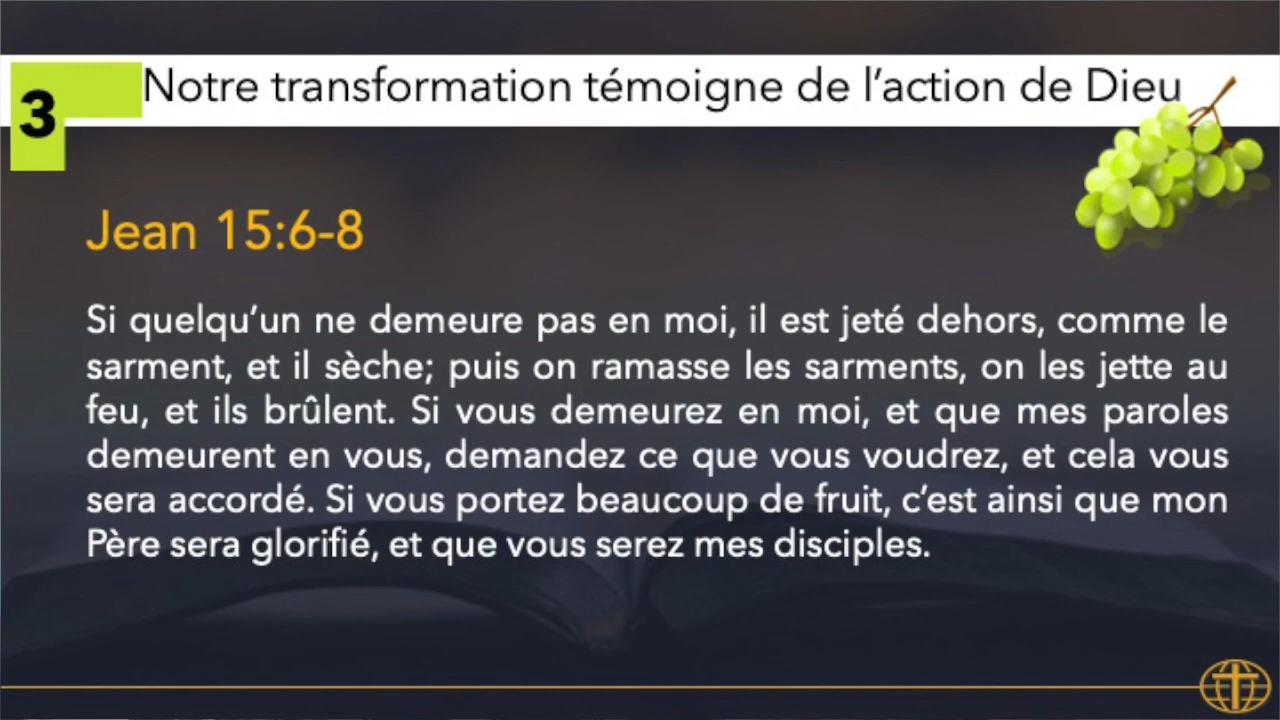 3
Notre transformation témoigne de l’action de Dieu
Jean 15:6-8
Si quelqu’un ne demeure pas en moi, il est jeté dehors, comme le
sarment, et il sèche; puis on ramasse les sarments, on les jette au
feu, et ils brûlent. Si vous demeurez en moi, et que mes paroles
demeurent en vous, demandez ce que vous voudrez, et cela vous
sera accordé. Si vous portez beaucoup de fruit, c’est ainsi que mon
Père sera glorifié, et que vous serez mes disciples.